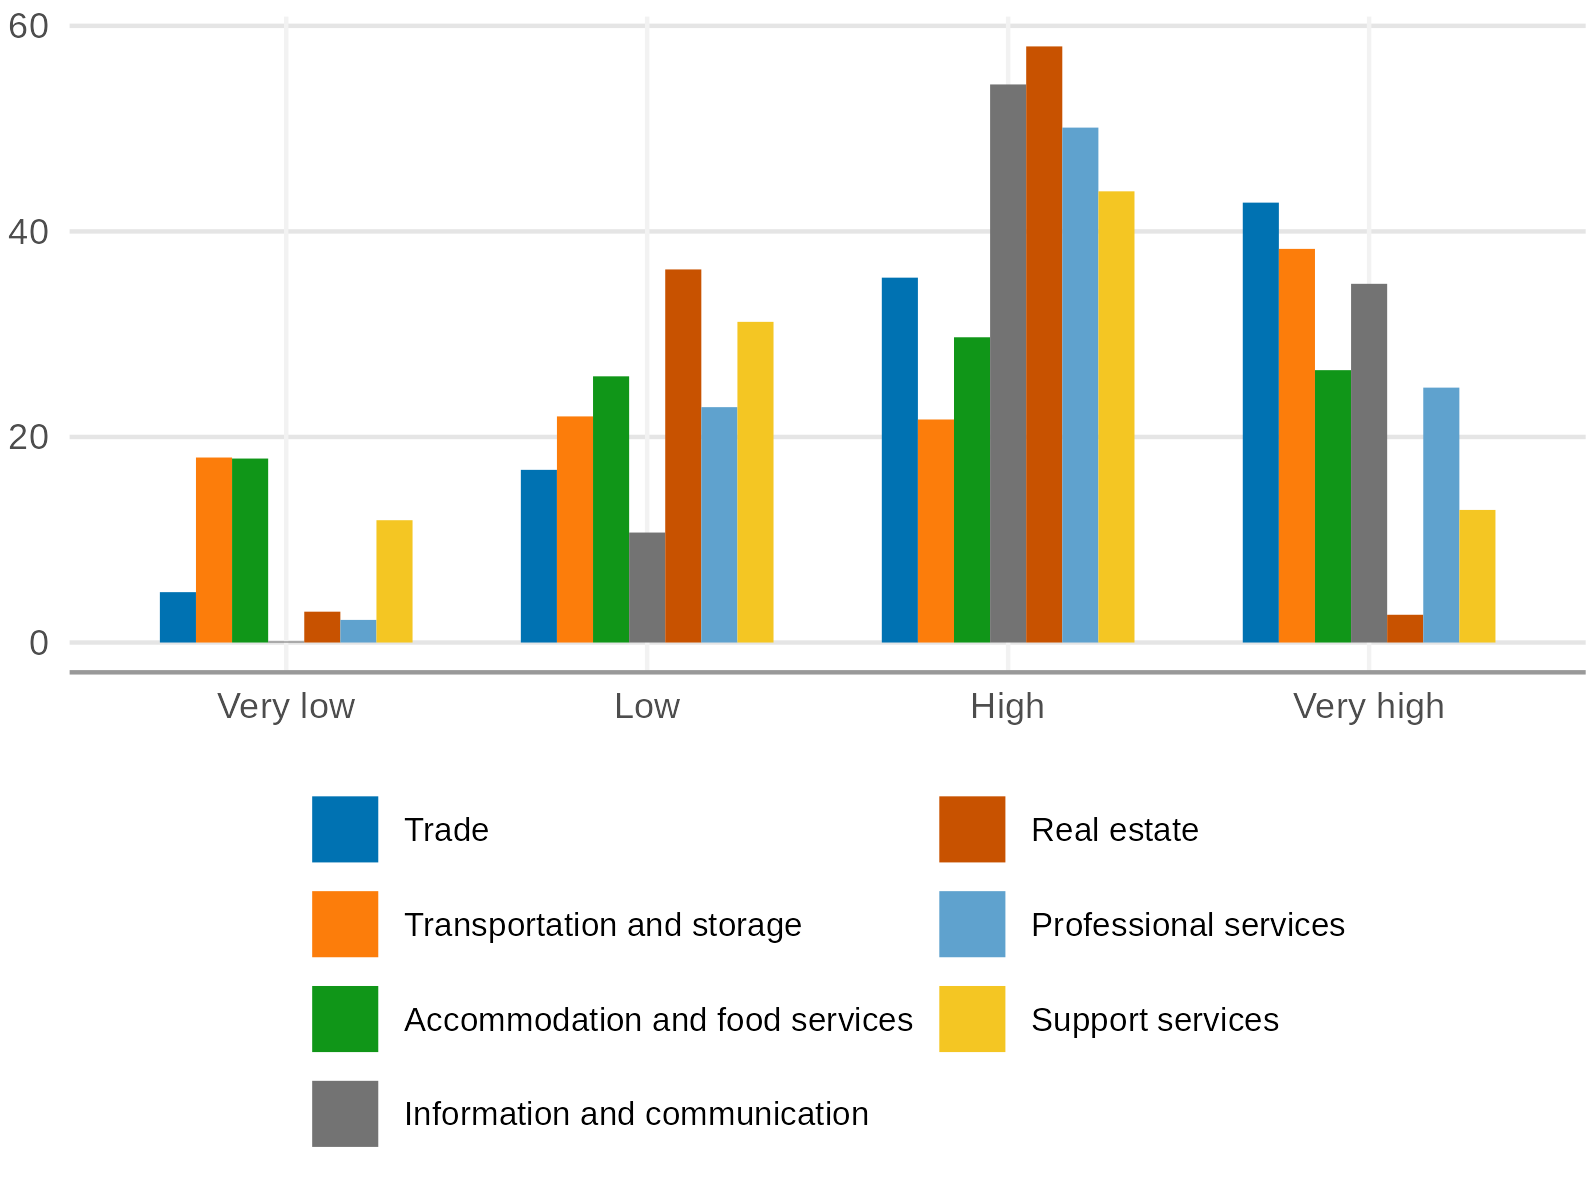 60
40
20
0
Very low
Low
High
Very high
Trade
Transportation and storage
Accommodation and food services
Information and communication
Real estate
Professional services
Support services